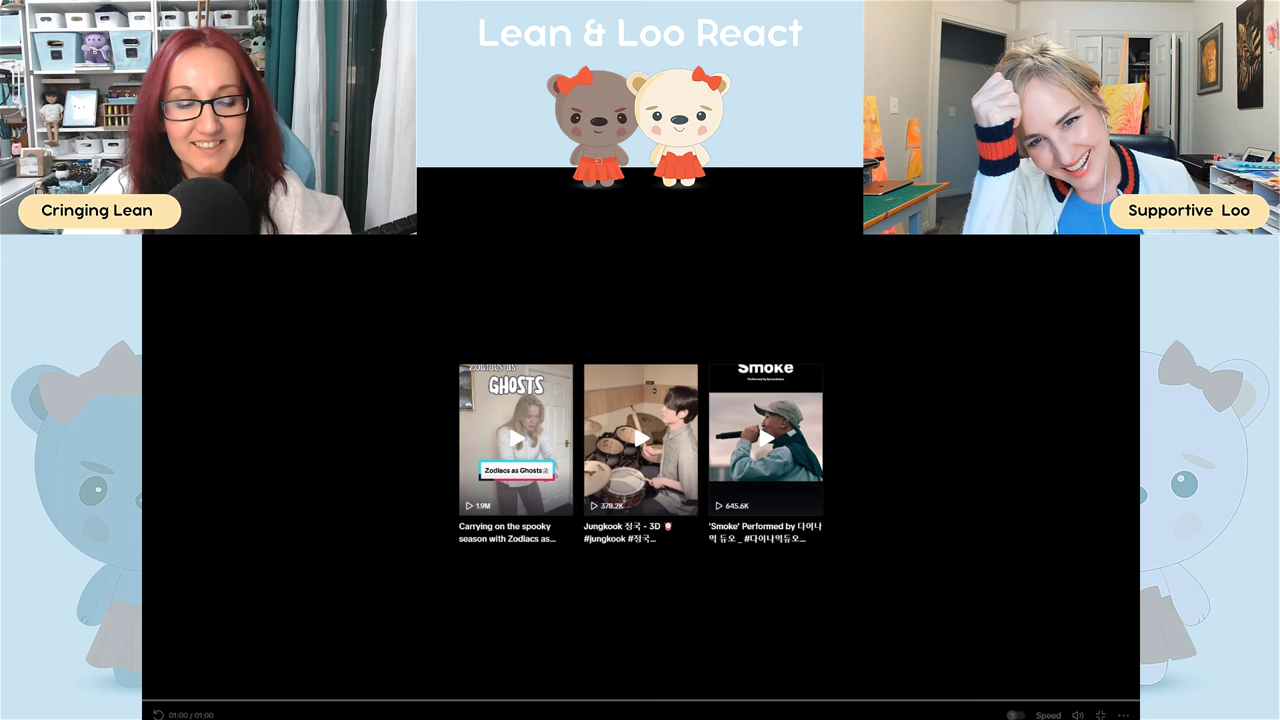 Lean & Loo React
Cringing Lean
Supportive Loo
Zodiacs as
GHOSTS
Zodiacs as Ghosts
1.9M
Carrying on the spooky
season with Zodiacs as...
378.2K
Jungkook 정국 - 3D
#jungkook #정국...
Smoke
645.6K
'Smoke' Performed by 다이나
믹 듀오 _ #다이나믹듀오...
01:00 / 01:00
Speed